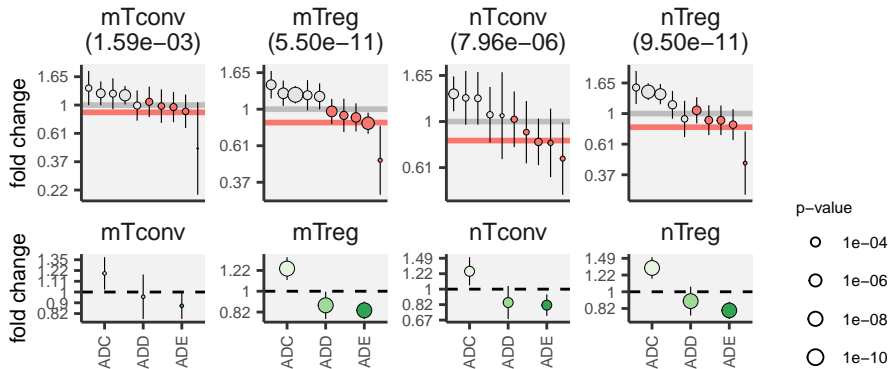 mTconv
(1.59e−03)
mTreg
(5.50e−11)
nTconv
(7.96e−06)
nTreg
(9.50e−11)
fold change
1.65
1
0.61
0.37
0.22
1.65
1
0.61
0.37
1.65
1
0.61
1.65
1
0.61
0.37
mTconv
mTreg
nTconv
nTreg
fold change
1.35
1.22
1.11
1
0.9
0.82
1.22
1
0.82
1.49
1.22
1
0.82
0.67
1.49
1.22
1
0.82
ADC
ADD
ADE
ADC
ADD
ADE
ADC
ADD
ADE
ADC
ADD
ADE
p−value
1e−04
1e−06
1e−08
1e−10